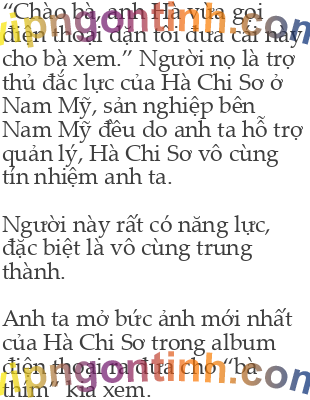 “Chào bà, anh Hà vừa gọi
điện thoại dặn tôi đưa cái này
cho bà xem.” Người nọ là trợ
thủ đắc lực của Hà Chi Sơ ở
Nam Mỹ, sản nghiệp bên
Nam Mỹ đều do anh ta hỗ trợ
quản lý, Hà Chi Sơ vô cùng
tín nhiệm anh ta.
Người này rất có năng lực,
đặc biệt là vô cùng trung
thành.
Anh ta mở bức ảnh mới nhất
của Hà Chi Sơ trong album
điện thoại ra đưa cho “bà
thím” kia xem.
vipngontinh.com